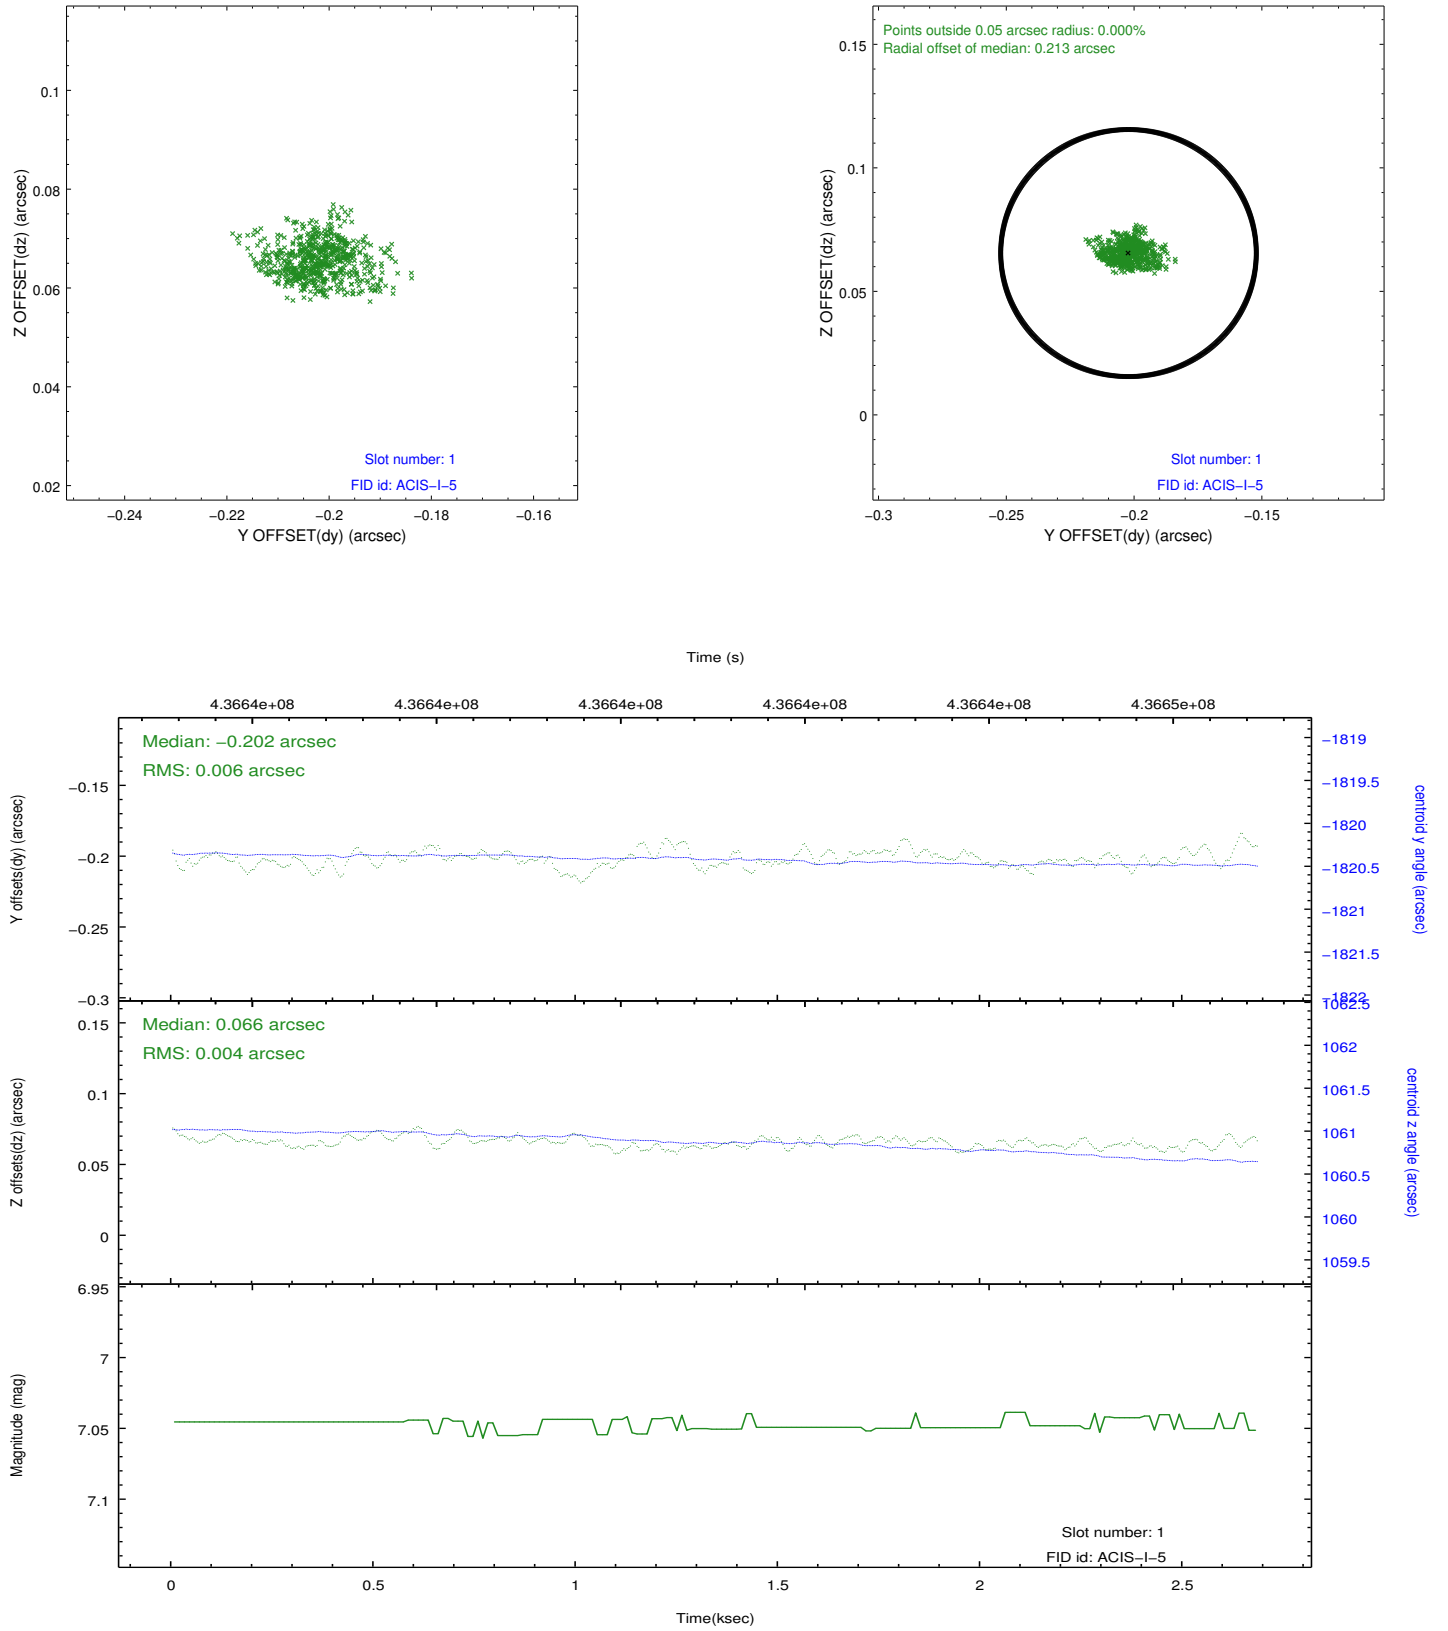 0.1
0.08
0.06
0.04
0.02
Z OFFSET(dz) (arcsec)
Slot number: 1
FID id: ACIS−I−5
−0.24 −0.22 −0.2 −0.18 −0.16
Y OFFSET(dy) (arcsec)
Points outside 0.05 arcsec radius: 0.000%
Radial offset of median: 0.213 arcsec
0.15
0.1
0.05
0
Z OFFSET(dz) (arcsec)
Slot number: 1
FID id: ACIS−I−5
−0.3 −0.25 −0.2 −0.15
Y OFFSET(dy) (arcsec)
Time (s)
4.3664e+08 4.3664e+08 4.3664e+08 4.3664e+08 4.3664e+08 4.3665e+08
Median: −0.202 arcsec
RMS: 0.006 arcsec
−0.15
−0.2
−0.25
−0.3
Y offsets(dy) (arcsec)
−1819
−1819.5
−1820
−1820.5
−1821
−1821.5
−1822
centroid y angle (arcsec)
Median: 0.066 arcsec
RMS: 0.004 arcsec
0.15
0.1
0.05
0
Z offsets(dz) (arcsec)
1062.5
1062
1061.5
1061
1060.5
1060
1059.5
centroid z angle (arcsec)
6.95
7
7.05
7.1
Magnitude (mag)
Slot number: 1
FID id: ACIS−I−5
0 0.5 1 1.5 2 2.5
Time(ksec)